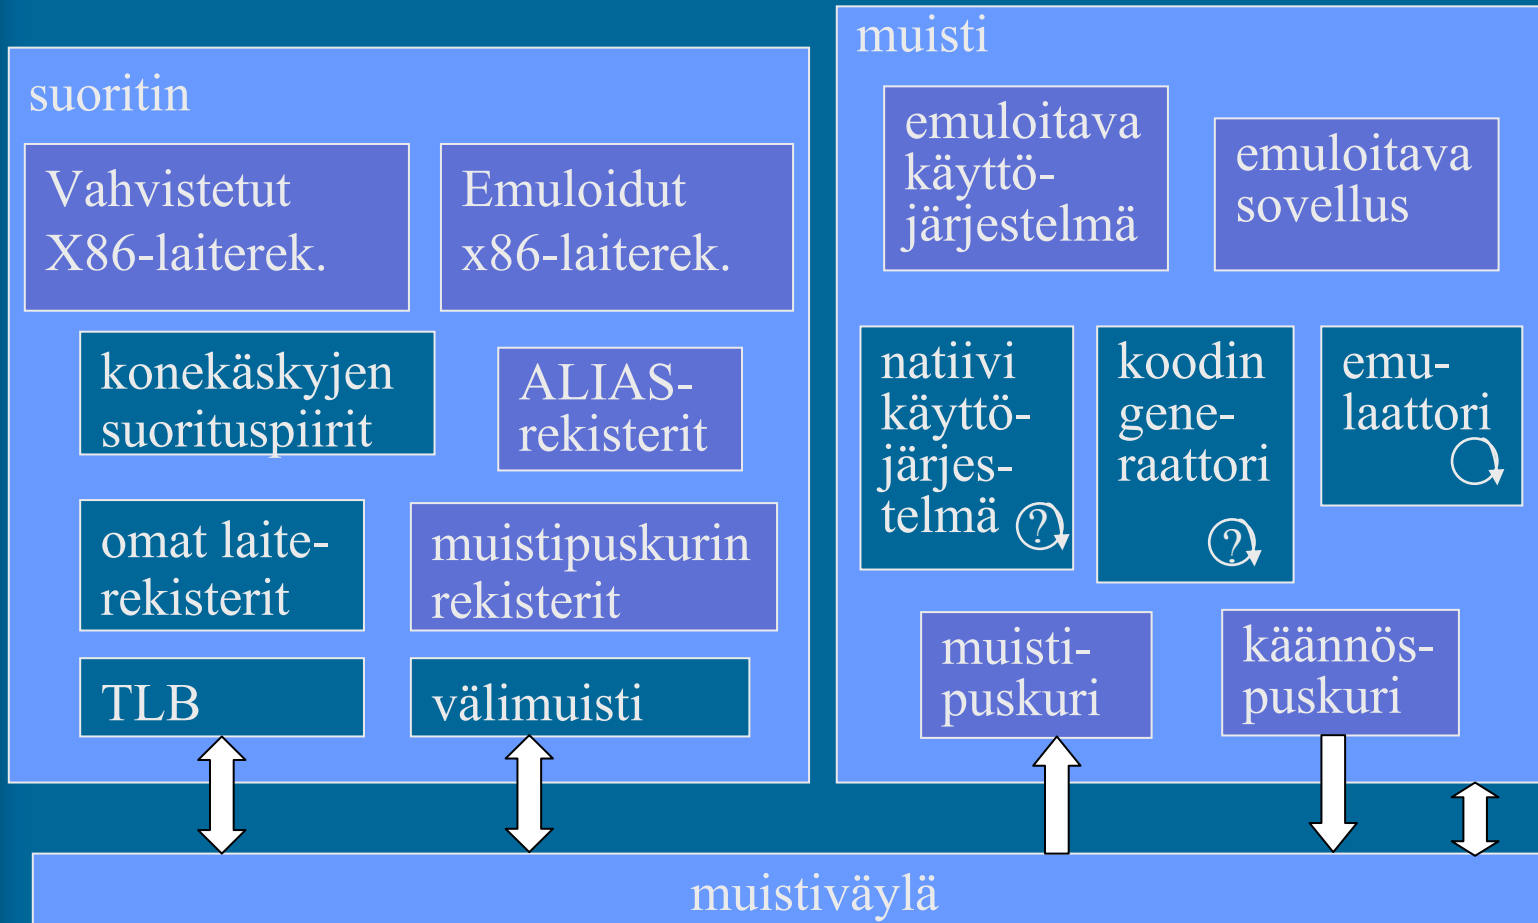 suoritin
Vahvistetut
X86-laiterek.
Emuloidut
x86-laiterek.
konekäskyjen
suorituspiirit
ALIAS-
rekisterit
omat laite-
rekisterit
muistipuskurin
rekisterit
TLB
välimuisti
muisti
emuloitava
käyttö-
järjestelmä
emuloitava
sovellus
natiivi
käyttö-
järjes-
telmä
?
koodin
gene-
raattori
?
emu-
laattori
muisti-
puskuri
käännös-
puskuri
muistiväylä